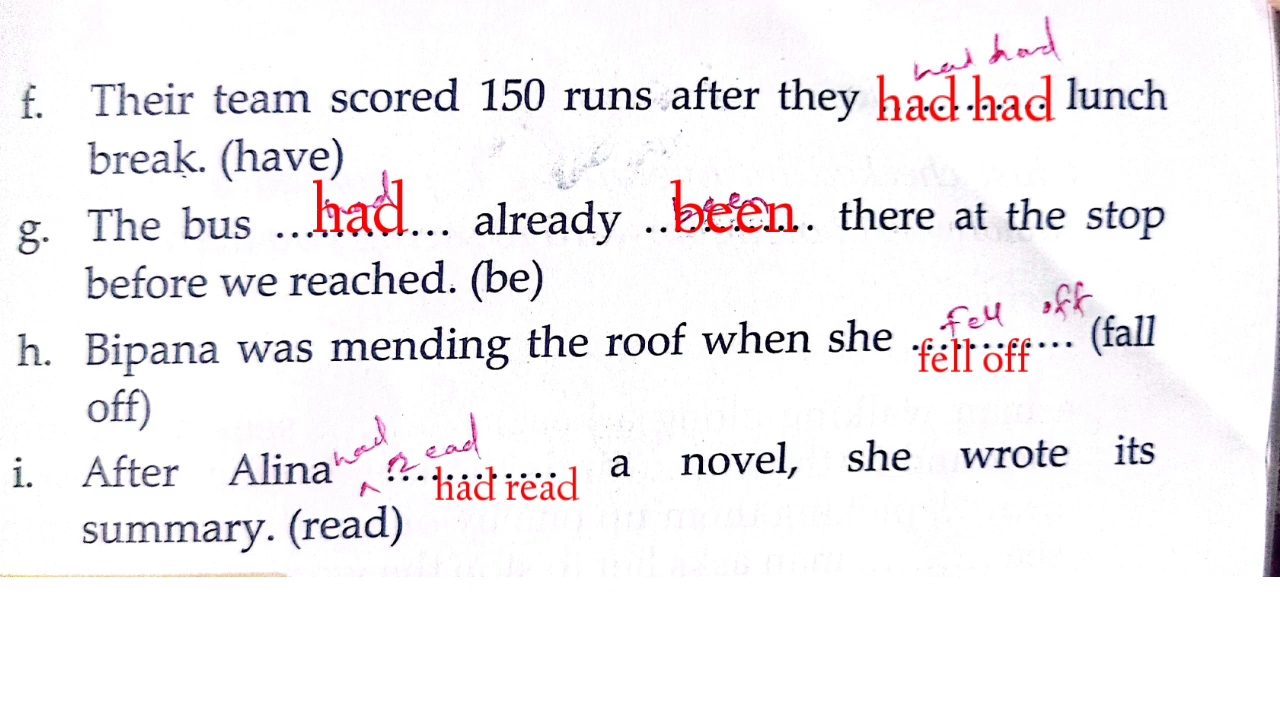 had had
f. Their team scored 150 runs after they had had lunch
break. (have)
g. The bus ...had... already ...been... there at the stop
before we reached. (be)
fell off
h. Bipana was mending the roof when she ............ fell off (fall
off)
had read
i. After Alina ............ had read a novel, she wrote its
summary. (read)